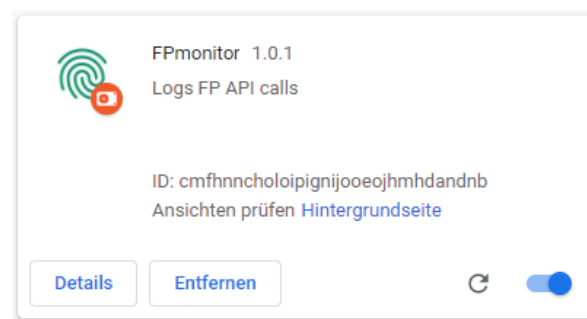 FPmonitor 1.0.1
Logs FP API calls
ID: cmfhnncholoipignijooeojhmhdandnb
Ansichten prüfen Hintergrundseite
Details Entfernen